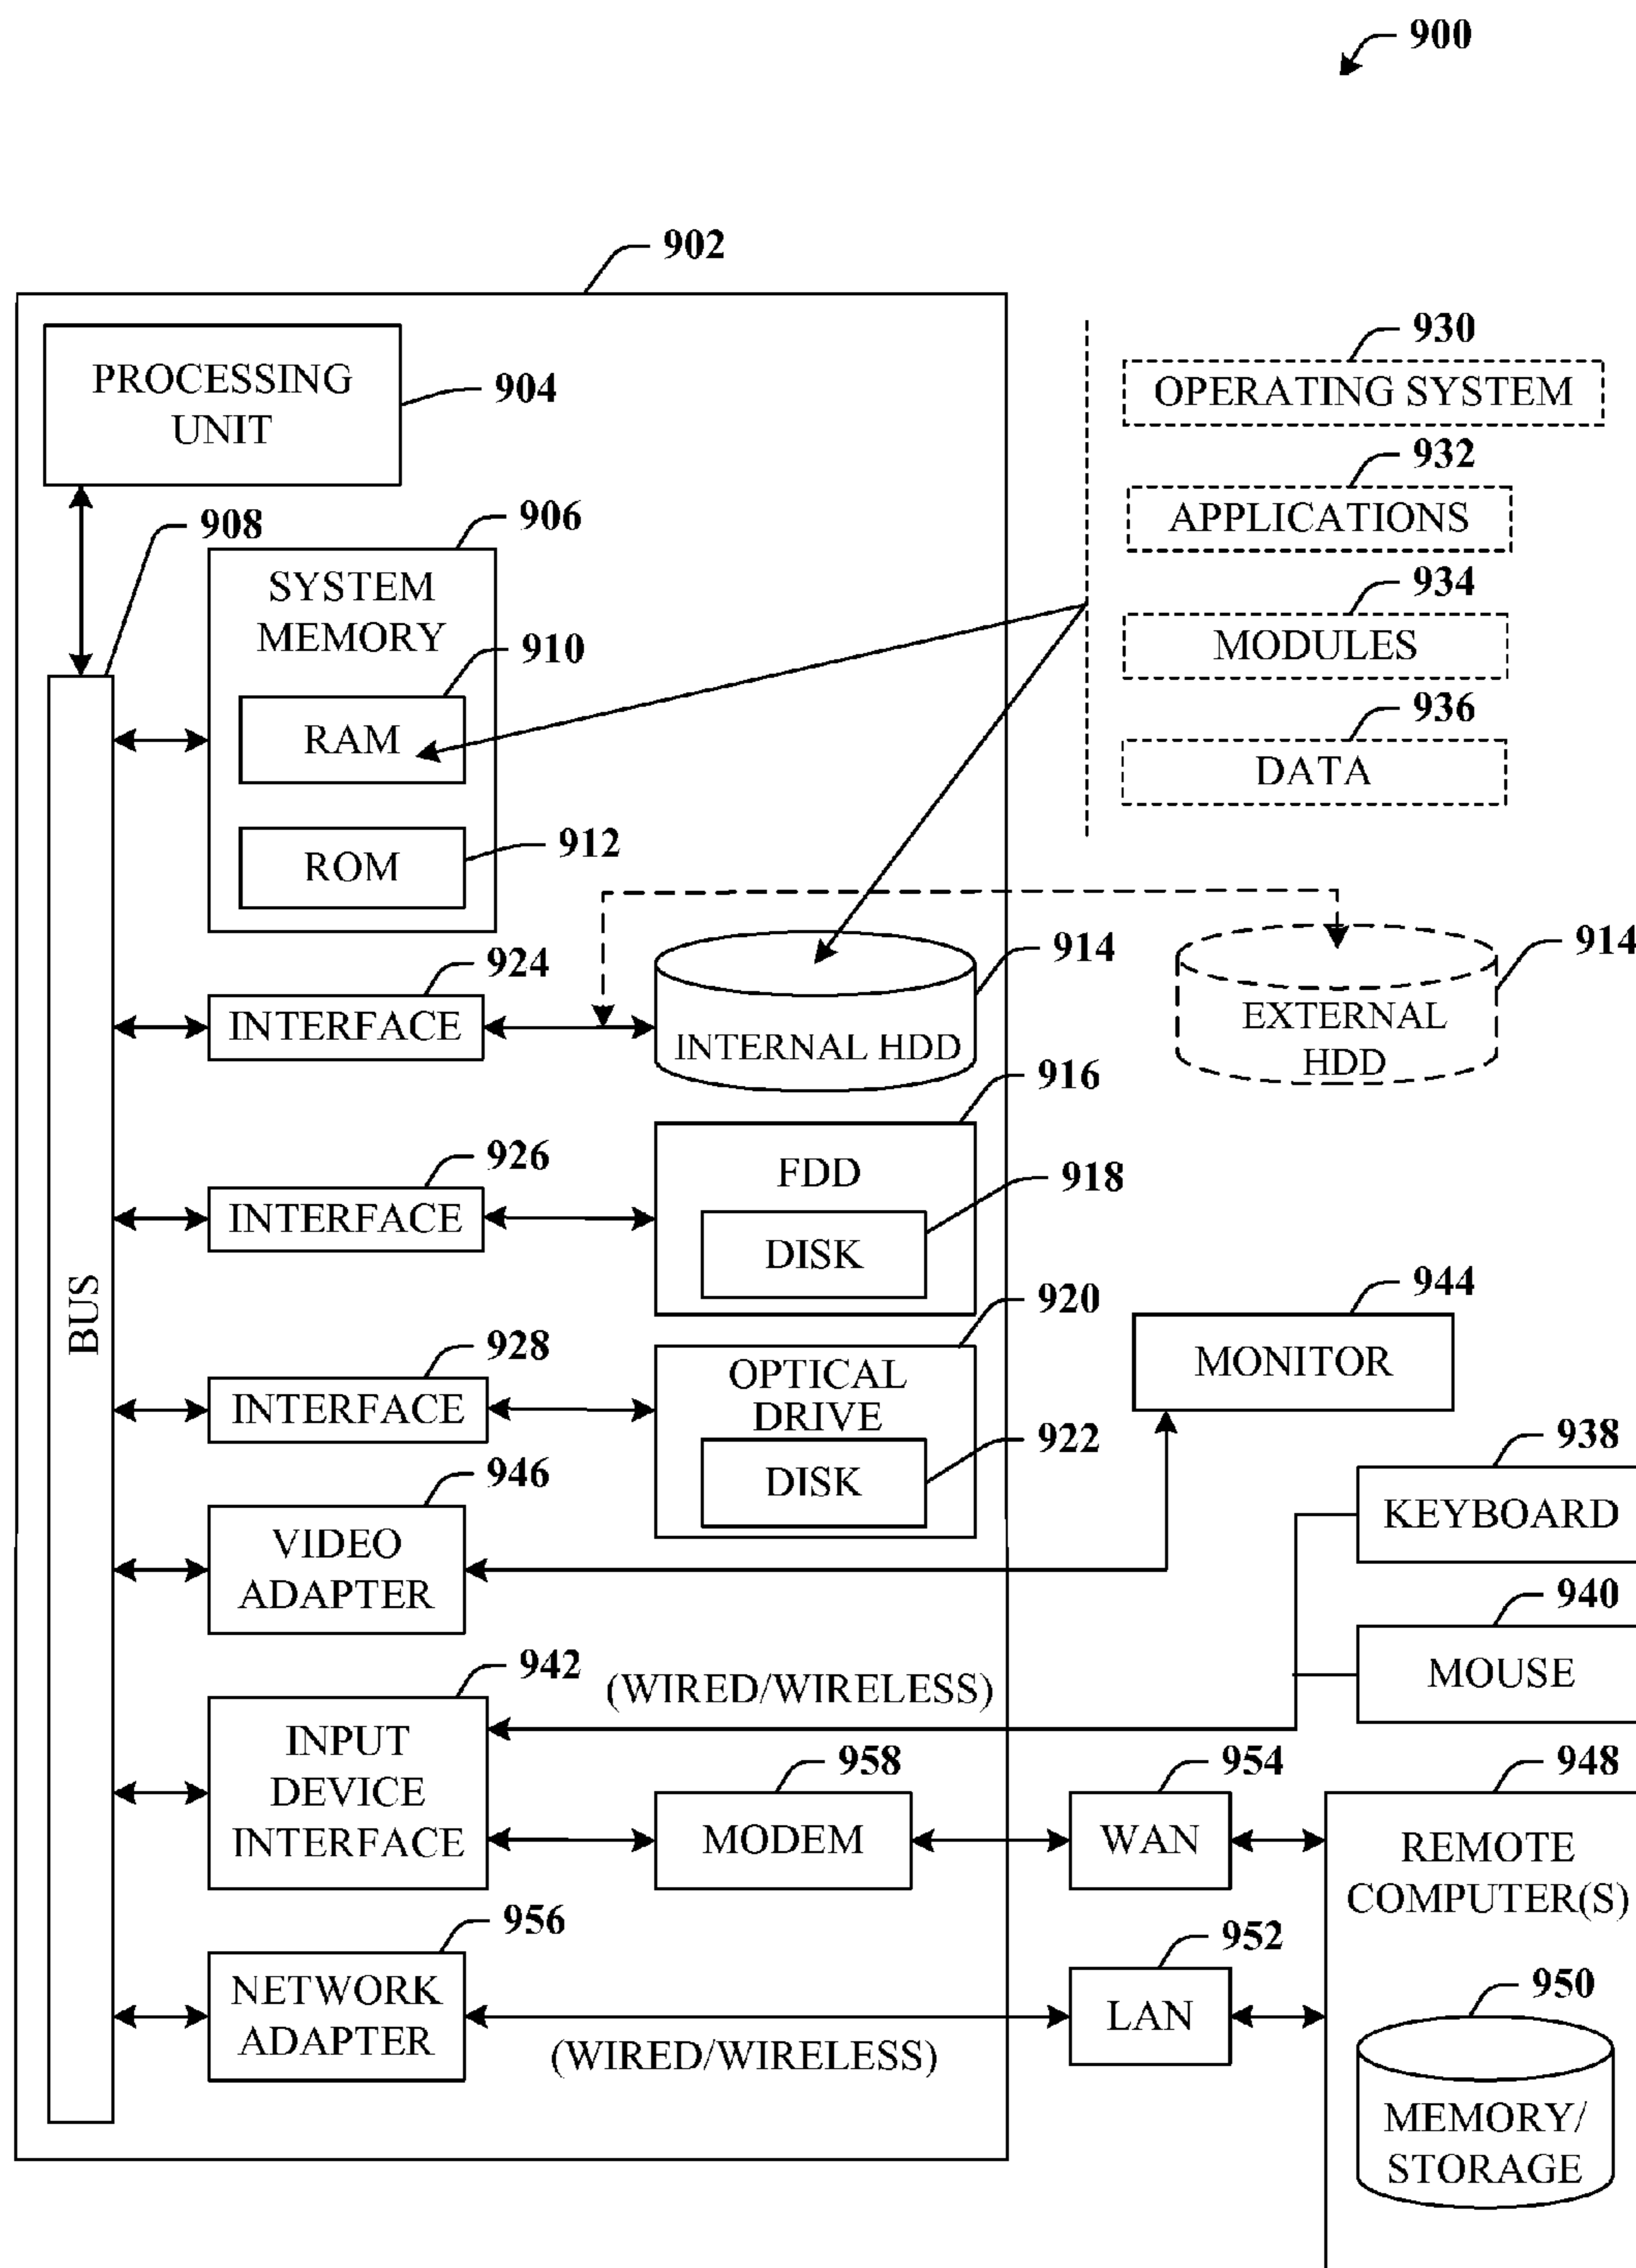 900
902
PROCESSING
UNIT
904
930
OPERATING SYSTEM
932
APPLICATIONS
934
MODULES
936
DATA
908
906
SYSTEM
MEMORY
910
RAM
912
ROM
BUS
924
INTERFACE
914
INTERNAL HDD
914
EXTERNAL
HDD
926
INTERFACE
916
FDD
918
DISK
928
INTERFACE
920
OPTICAL
DRIVE
922
DISK
944
MONITOR
946
VIDEO
ADAPTER
938
KEYBOARD
940
MOUSE
942
INPUT
DEVICE
INTERFACE
(WIRED/WIRELESS)
958
MODEM
954
WAN
948
REMOTE
COMPUTER(S)
956
NETWORK
ADAPTER
(WIRED/WIRELESS)
952
LAN
950
MEMORY/
STORAGE